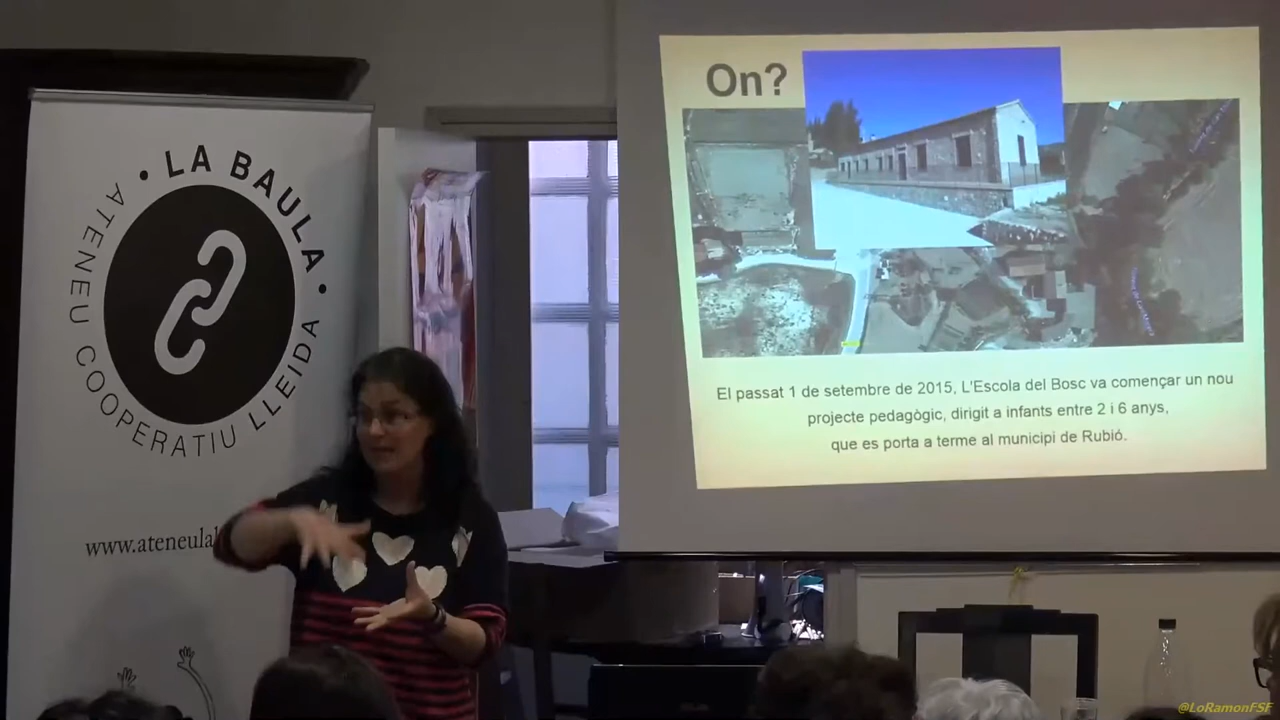 • LA BAULA •
ATENEU COOPERATIU LLEIDA
www.ateneula
On?
El passat 1 de setembre de 2015, L'Escola del Bosc va començar un nou
projecte pedagògic, dirigit a infants entre 2 i 6 anys,
que es porta a terme al municipi de Rubió.
@LoRamonFSF